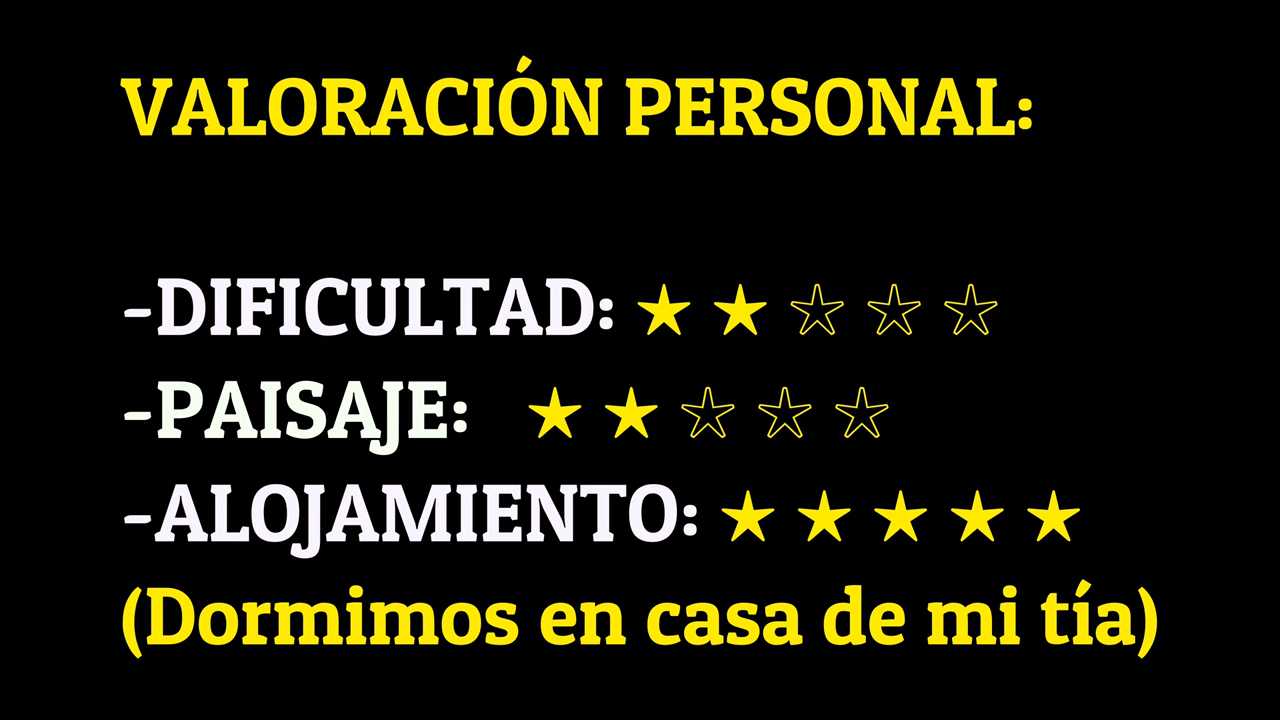 VALORACIÓN PERSONAL:
-DIFICULTAD: ★ ★ ☆ ☆ ☆
-PAISAJE: ★ ★ ☆ ☆ ☆
-ALOJAMIENTO: ★ ★ ★ ★ ★
(Dormimos en casa de mi tía)